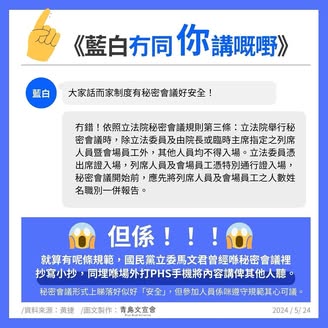 《藍白冇同你講嘅嘢》
藍白
大家話而家制度有秘密會議好安全！
冇錯！依照立法院秘密會議規則第三條：立法院舉行秘
密會議時，除立法委員及由院長或臨時主席指定之列席
人員暨會場員工外，其他人員均不得入場。立法委員憑
出席證入場，列席人員及會場員工憑特別通行證入場，
秘密會議開始前，應先將列席人員及會場員工之人數姓
名職別一併報告。
但係！！！
就算有呢條規範，國民黨立委馬文君曾經喺秘密會議裡
抄寫小抄，同埋喺場外打PHS手機將內容講俾其他人聽。
秘密會議形式上睇落好似好「安全」，但參加人員係咪遵守規範其心可議。
/資料來源：黃捷 /圖文製作：青鳥文宣會
2024 / 5 / 24